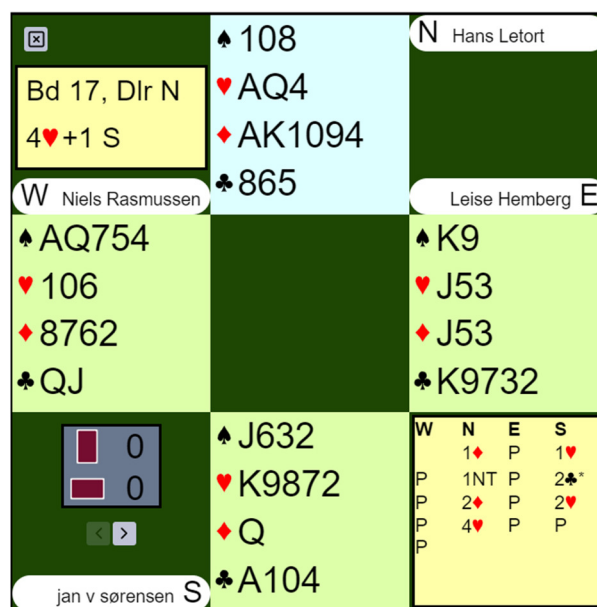 Bd 17, Dlr N
4♥+1 S
♠108
♥AQ4
♦AK1094
♣865
N Hans Letort
W Niels Rasmussen
Leise Hemberg E
♠AQ754
♥106
♦8762
♣QJ
♠K9
♥J53
♦J53
♣K9732
0
0
♠J632
♥K9872
♦Q
♣A104
jan v sørensen S
W N E S
1♦ P 1♥
P 1NT P 2♣*
P 2♦ P 2♥
P 4♥ P P
P